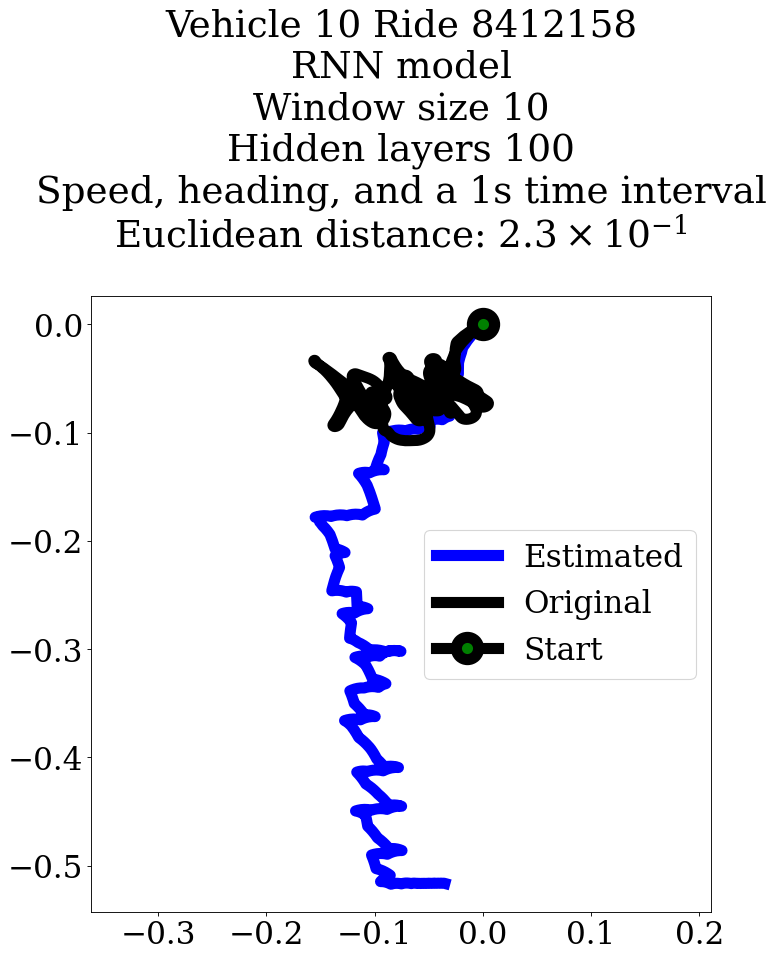 Vehicle 10 Ride 8412158
RNN model
Window size 10
Hidden layers 100
Speed, heading, and a 1s time interval
Euclidean distance: 2.3 × 10⁻¹
0.0
−0.1
−0.2
−0.3
−0.4
−0.5
Estimated
Original
Start
−0.3 −0.2 −0.1 0.0 0.1 0.2